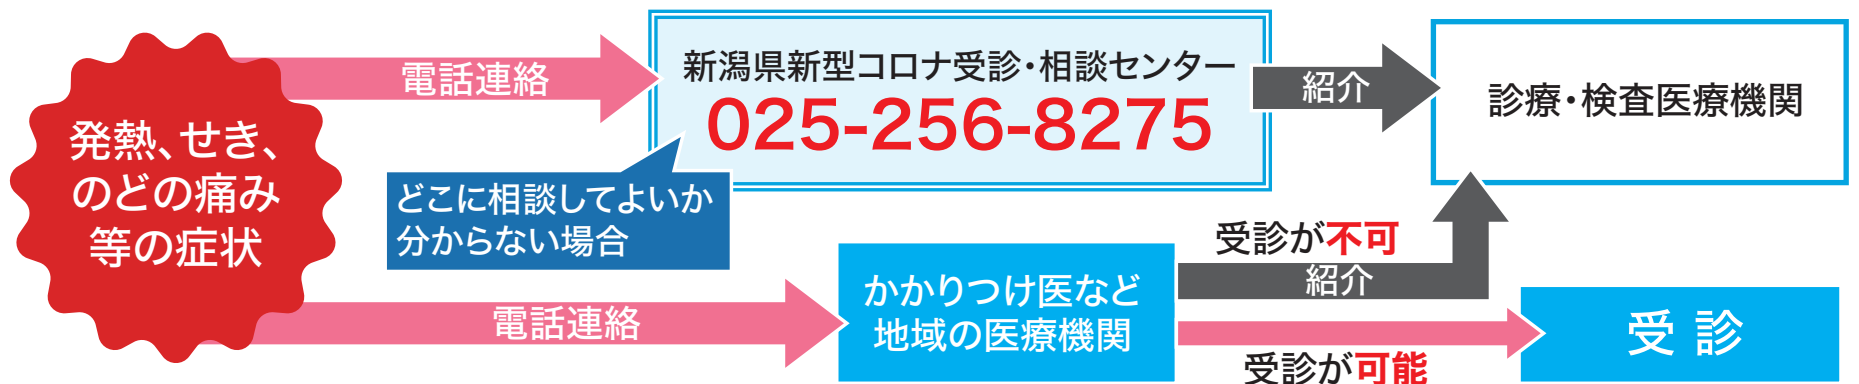 発熱、せき、
のどの痛み
等の症状
電話連絡
新潟県新型コロナ受診・相談センター
025-256-8275
どこに相談してよいか
分からない場合
紹介
診療・検査医療機関
電話連絡
かかりつけ医など
地域の医療機関
受診が不可
紹介
受診が可能
受 診